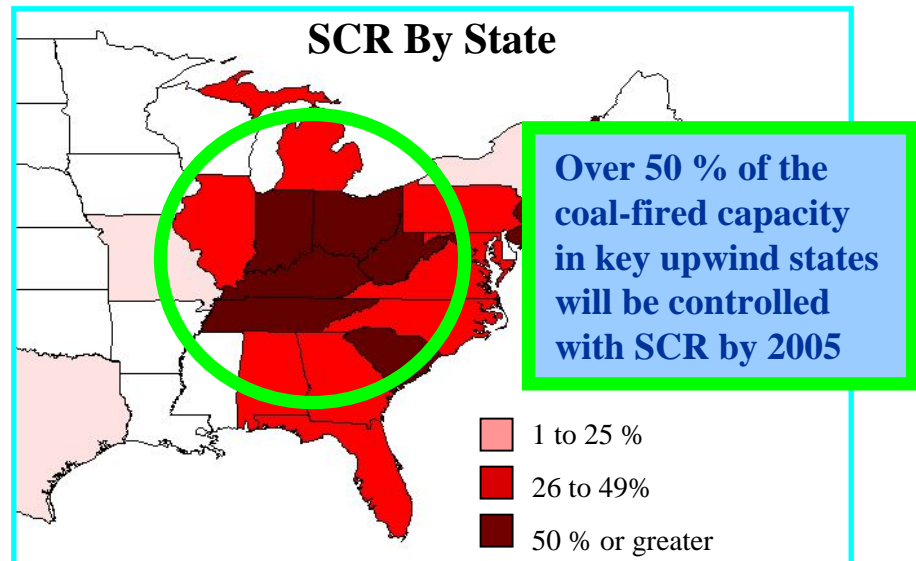 SCR By State
Over 50 % of the
coal-fired capacity
in key upwind states
will be controlled
with SCR by 2005
1 to 25 %
26 to 49%
50 % or greater